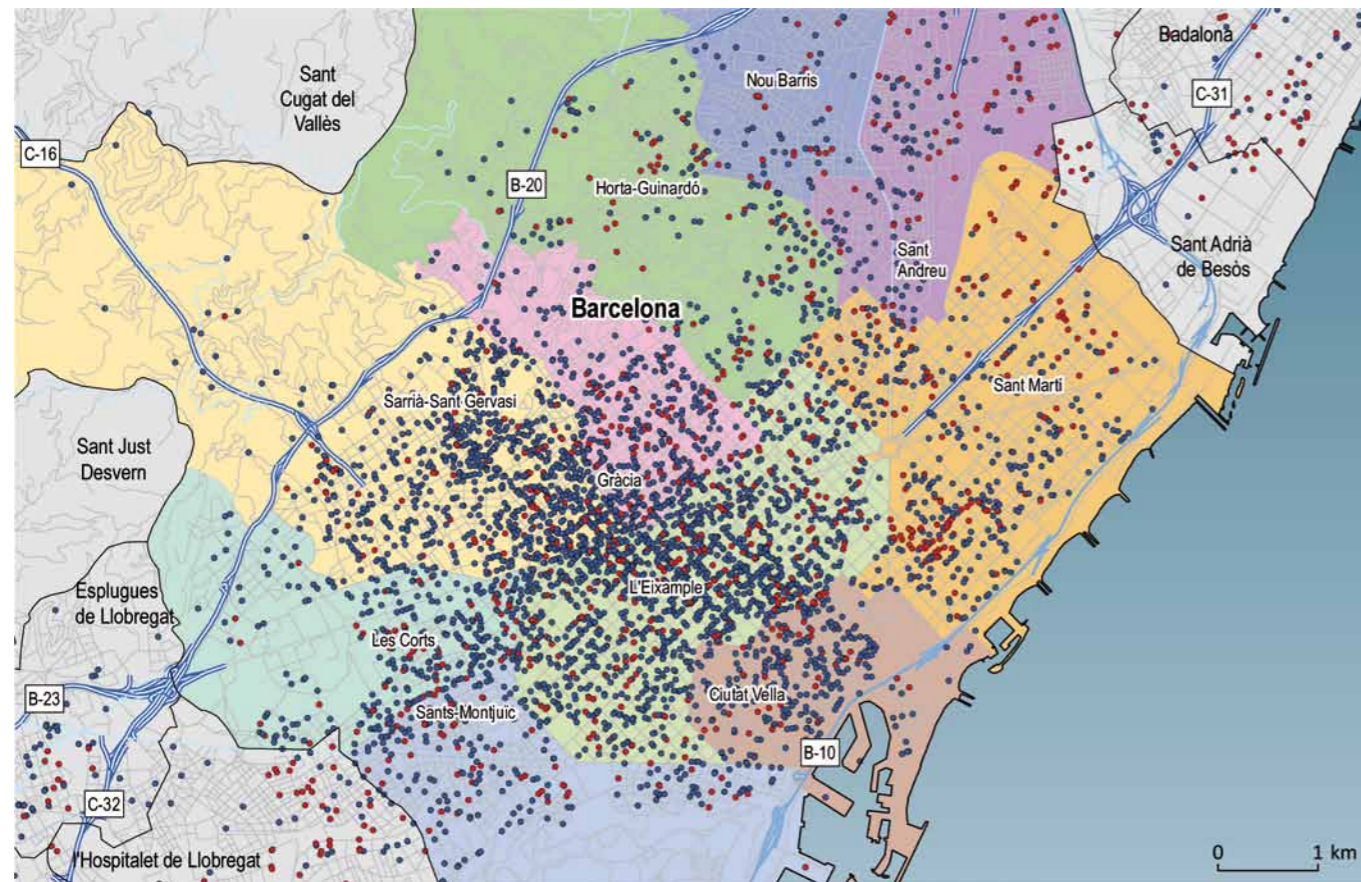 Badalona
Sant
Cugat del
Vallès
Nou Barris
C-31
C-16
B-20
Horta-Guinardó
Sant
Andreu
Sant Adrià
de Besòs
Barcelona
Sarrià-Sant Gervasi
Sant Martí
Sant Just
Desvern
Gràcia
L'Eixample
Esplugues
de Llobregat
Les Corts
B-23
Ciutat Vella
Sants-Montjuïc
B-10
C-32
l'Hospitalet de Llobregat
0 1 km